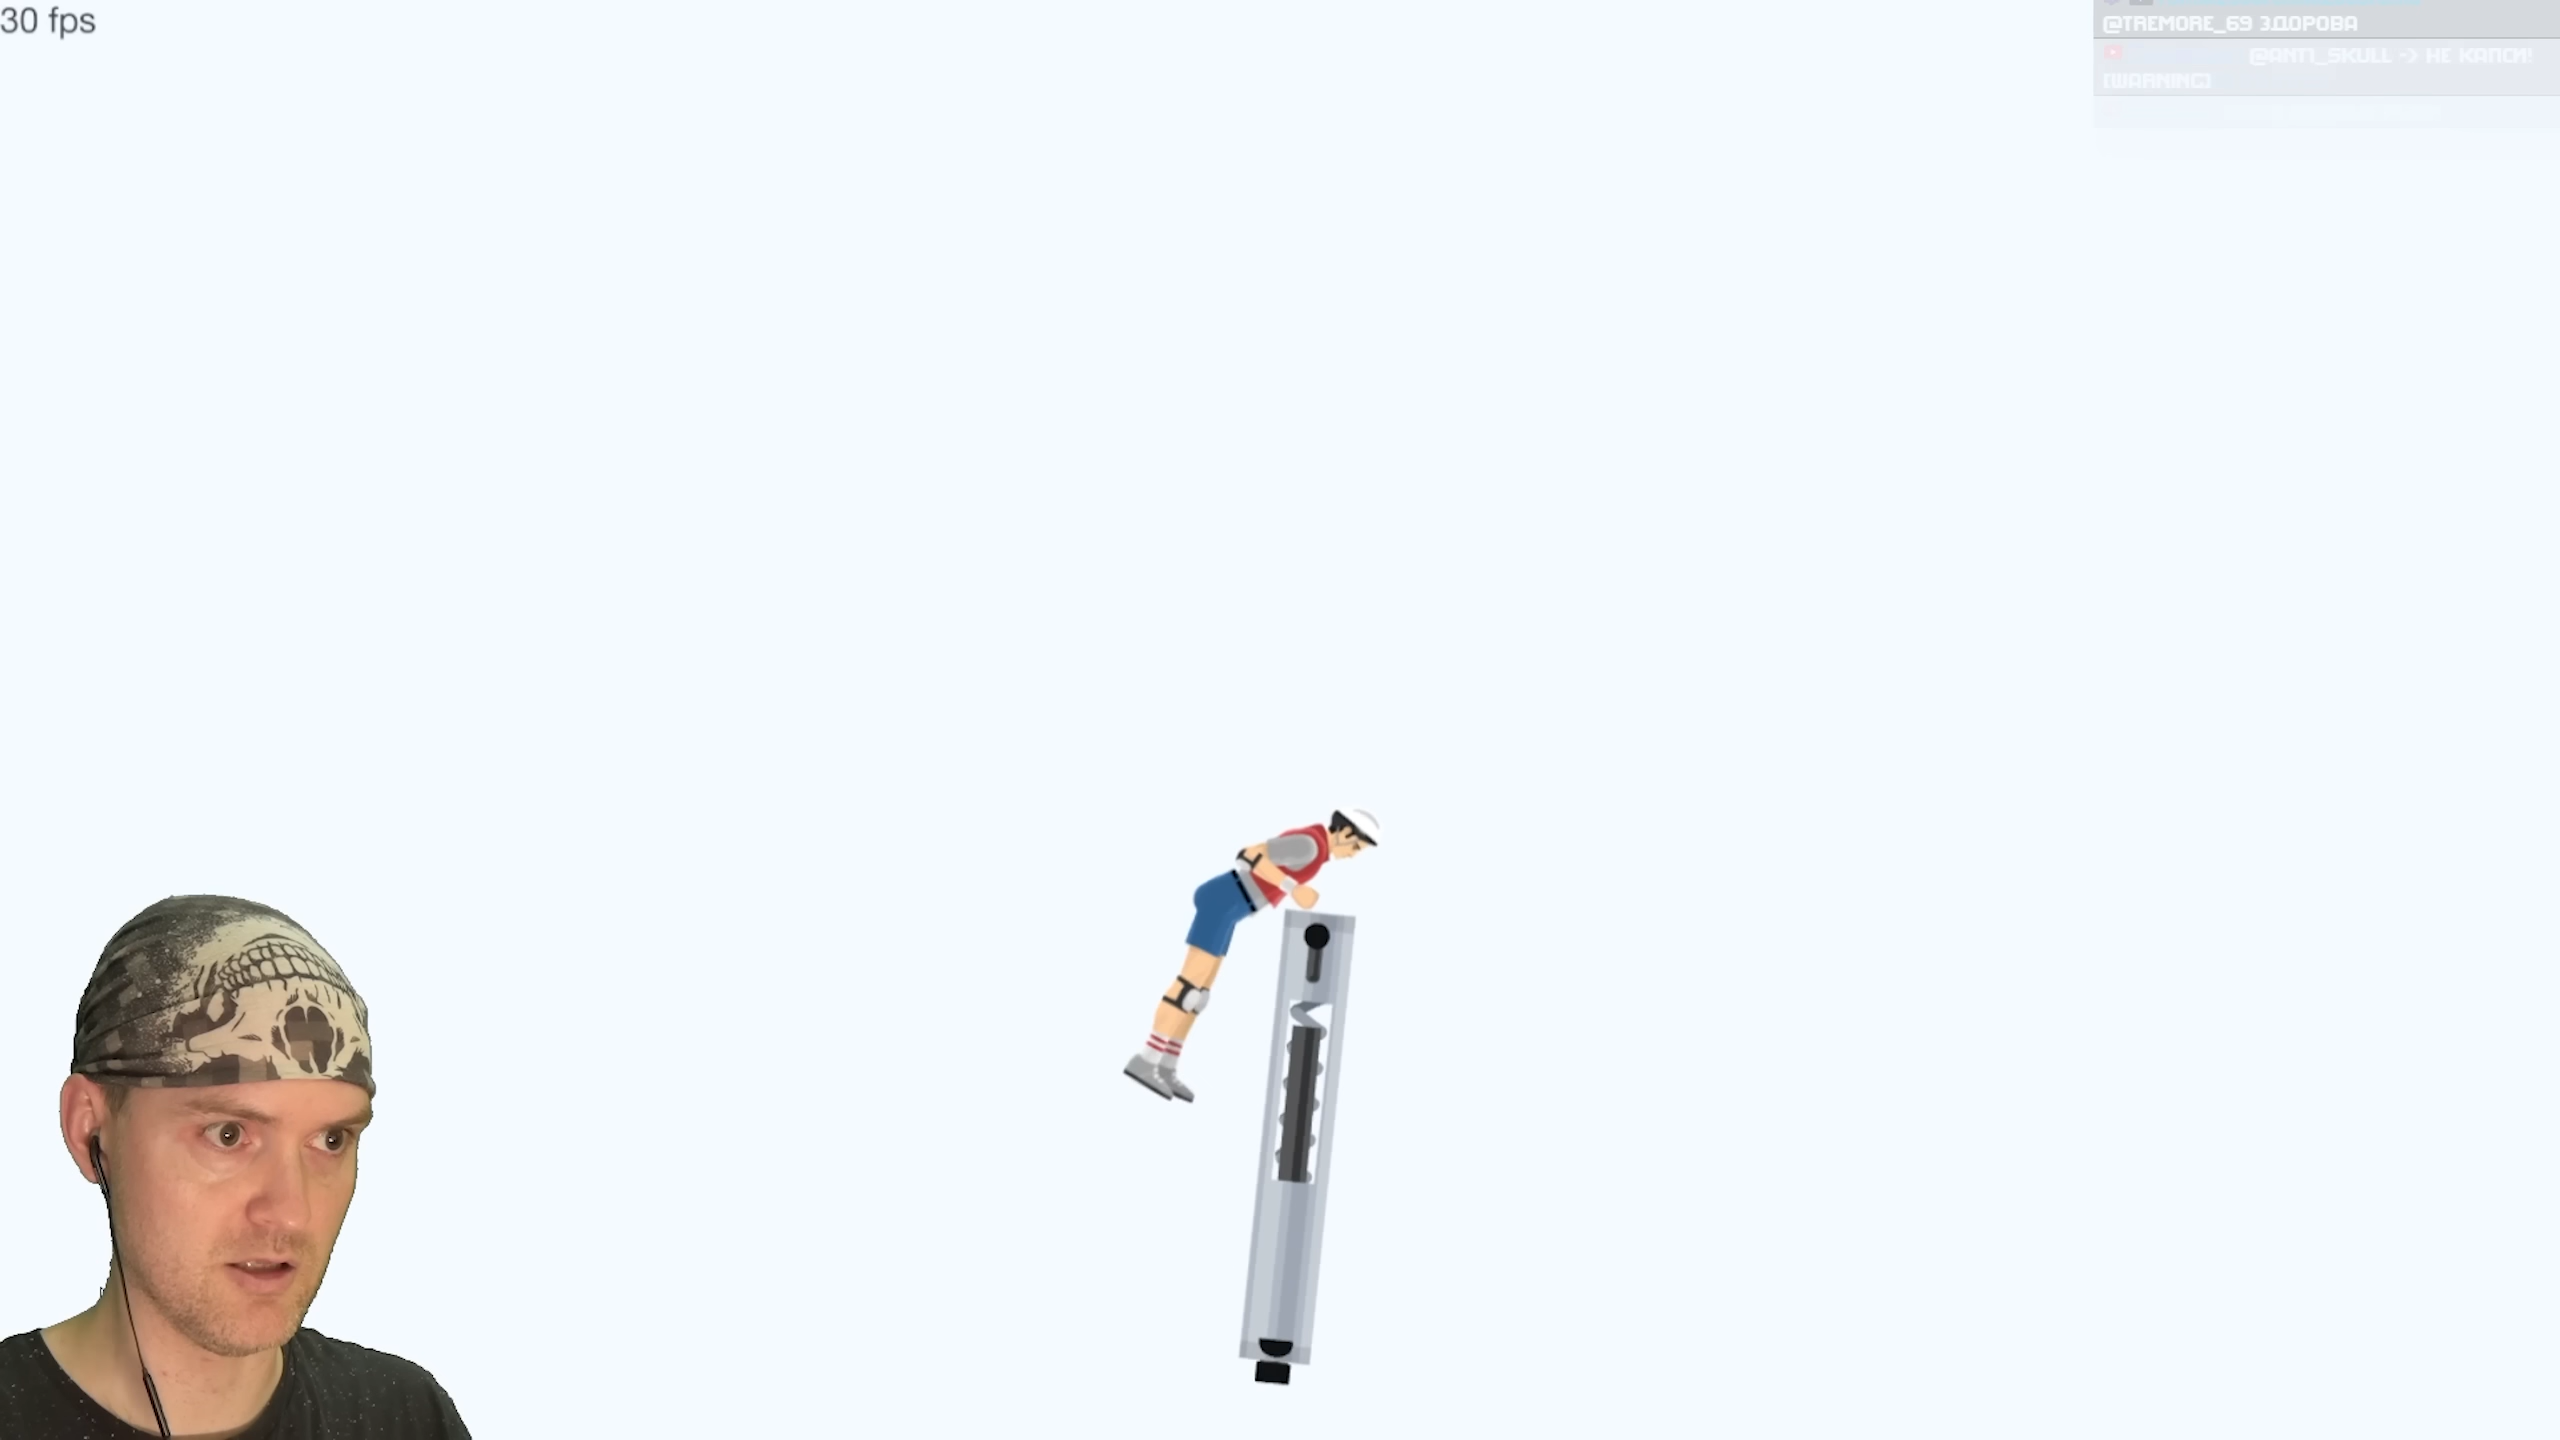 30 fps
@TREMORE_69 ЗДОРОВА
@ANTI_SKULL -> НЕ КАПСИ!
[WARNING]